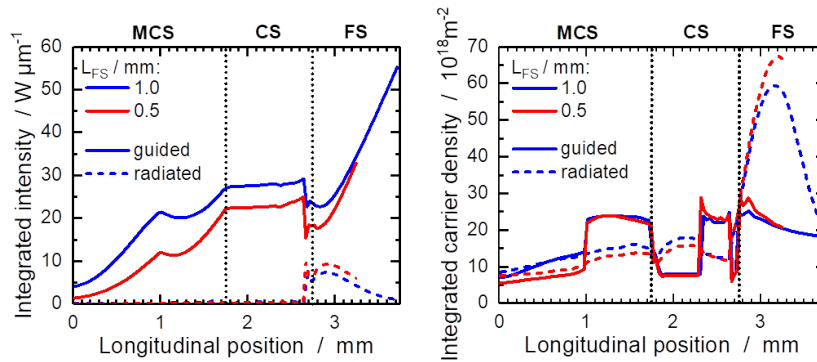 MCS CS FS
60
50
40
30
20
10
0
L_FS / mm:
1.0
0.5
guided
radiated
Integrated intensity / W µm⁻¹
0 1 2 3
Longitudinal position / mm
MCS CS FS
70
60
50
40
30
20
10
0
L_FS / mm:
1.0
0.5
guided
radiated
Integrated carrier density / 10¹⁸m⁻²
0 1 2 3
Longitudinal position / mm